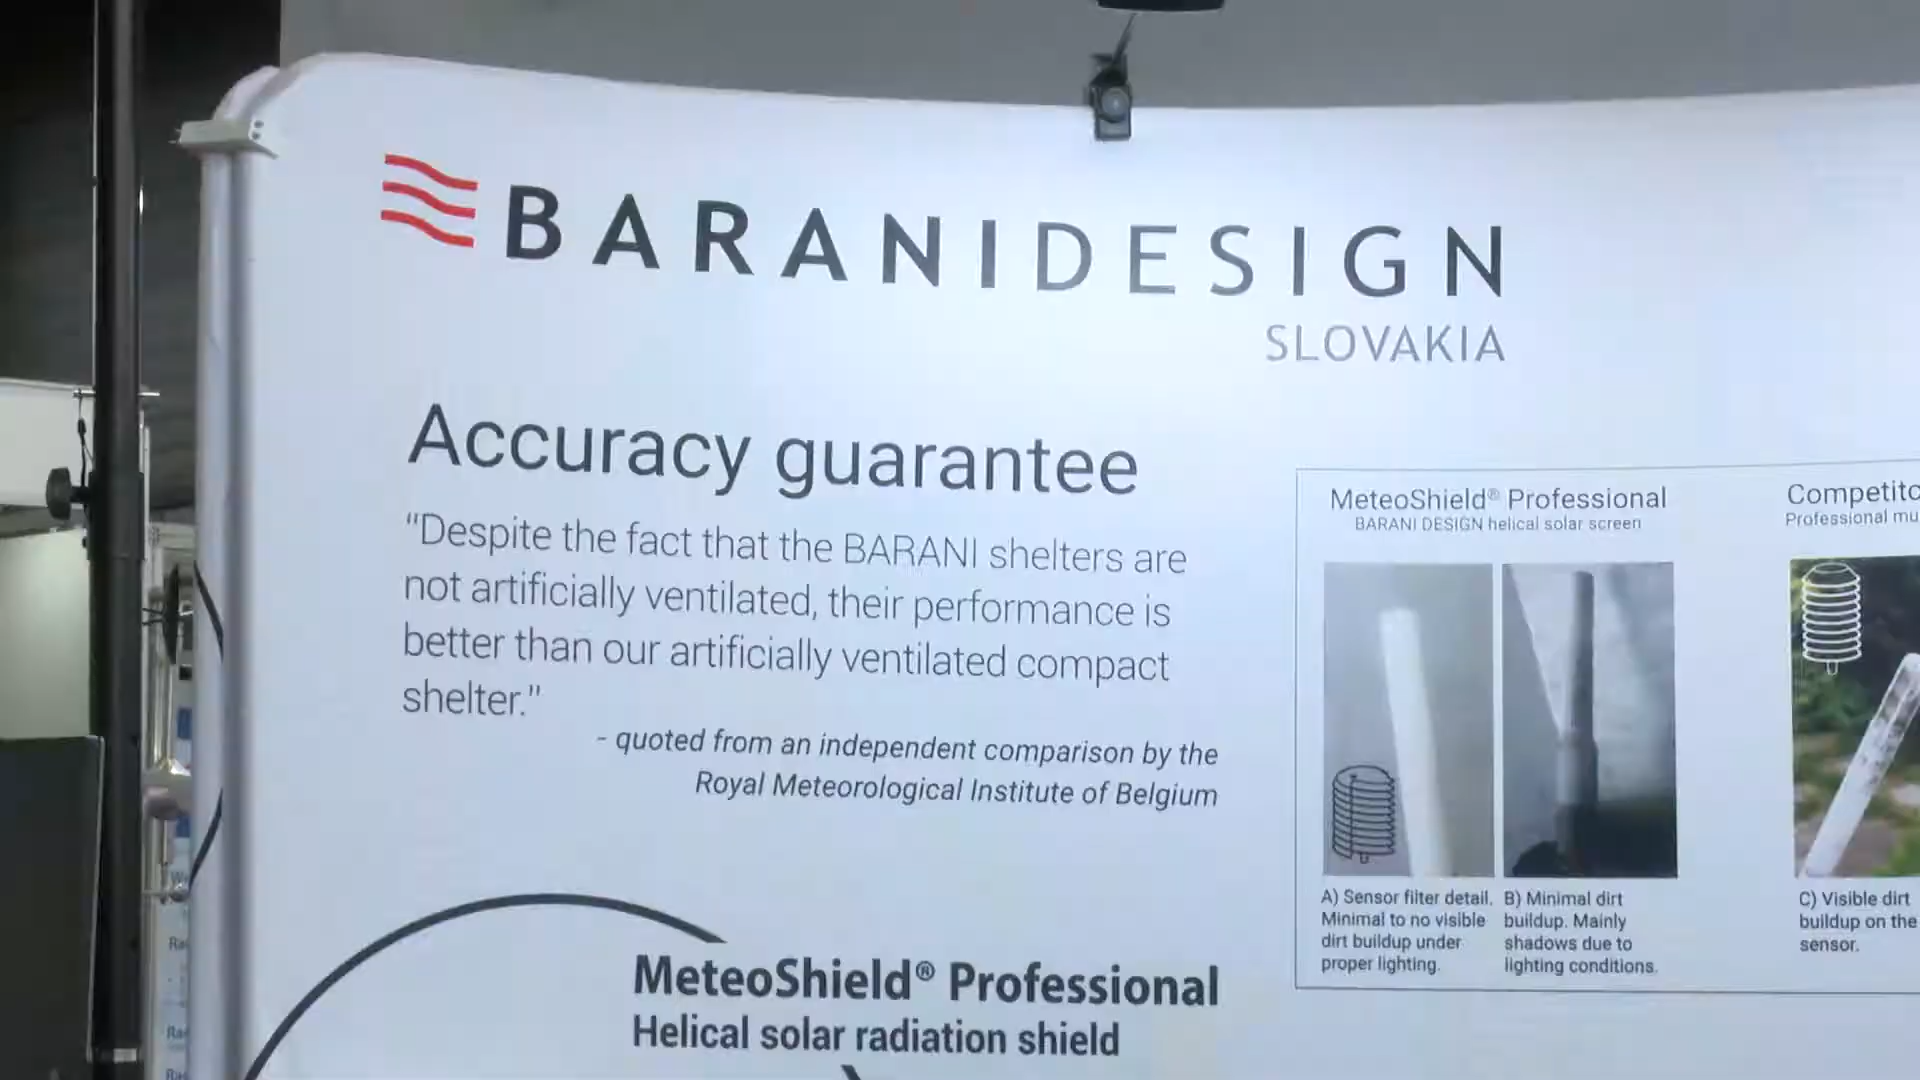 BARANIDESIGN
SLOVAKIA
Accuracy guarantee
"Despite the fact that the BARANI shelters are
not artificially ventilated, their performance is
better than our artificially ventilated compact
shelter."
- quoted from an independent comparison by the
Royal Meteorological Institute of Belgium
MeteoShield® Professional
Helical solar radiation shield
MeteoShield® Professional
BARANI DESIGN helical solar screen
A) Sensor filter detail.
Minimal to no visible
dirt buildup under
proper lighting.
B) Minimal dirt
buildup. Mainly
shadows due to
lighting conditions.
Professional
C) Visible dirt
buildup on the
sensor.